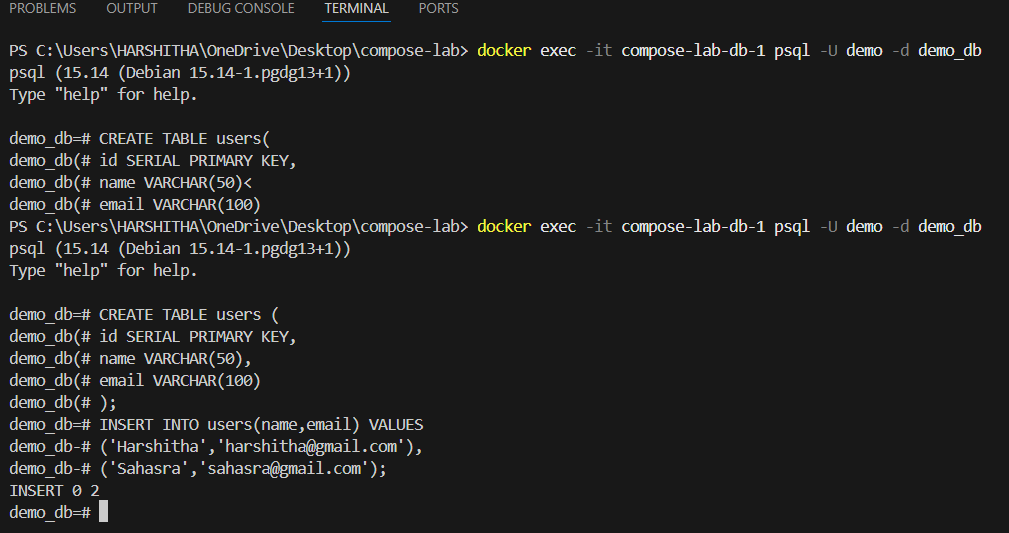 PROBLEMS OUTPUT DEBUG CONSOLE TERMINAL PORTS
PS C:\Users\HARSHITHA\OneDrive\Desktop\compose-lab> docker exec -it compose-lab-db-1 psql -U demo -d demo_db
psql (15.14 (Debian 15.14-1.pgdg13+1))
Type "help" for help.
demo_db=# CREATE TABLE users(
demo_db(# id SERIAL PRIMARY KEY,
demo_db(# name VARCHAR(50)<
demo_db(# email VARCHAR(100)
PS C:\Users\HARSHITHA\OneDrive\Desktop\compose-lab> docker exec -it compose-lab-db-1 psql -U demo -d demo_db
psql (15.14 (Debian 15.14-1.pgdg13+1))
Type "help" for help.
demo_db=# CREATE TABLE users (
demo_db(# id SERIAL PRIMARY KEY,
demo_db(# name VARCHAR(50),
demo_db(# email VARCHAR(100)
demo_db(# );
demo_db=# INSERT INTO users(name,email) VALUES
demo_db-# ('Harshitha','harshitha@gmail.com'),
demo_db-# ('Sahasra','sahasra@gmail.com');
INSERT 0 2
demo_db=#